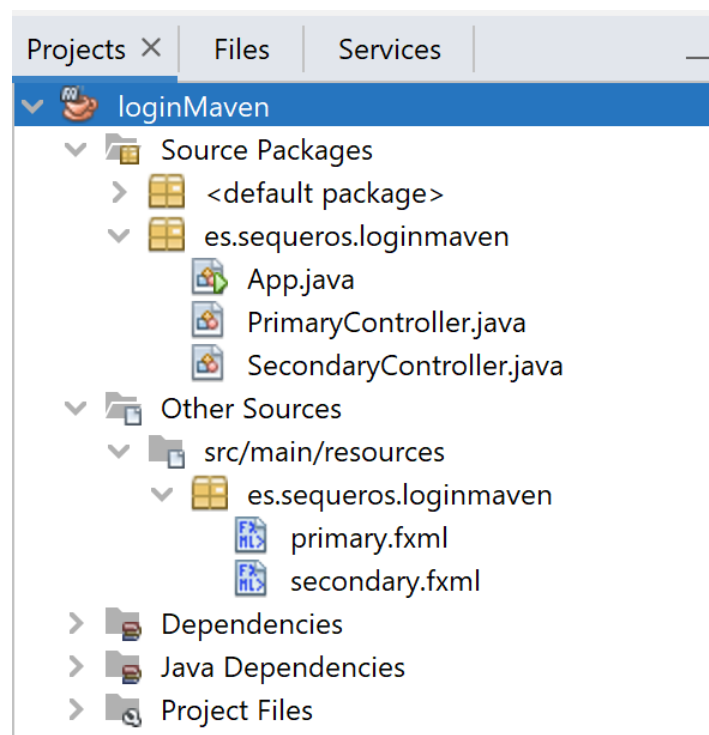 Projects Files Services
loginMaven
Source Packages
<default package>
es.sequeros.loginmaven
App.java
PrimaryController.java
SecondaryController.java
Other Sources
src/main/resources
es.sequeros.loginmaven
primary.fxml
secondary.fxml
Dependencies
Java Dependencies
Project Files